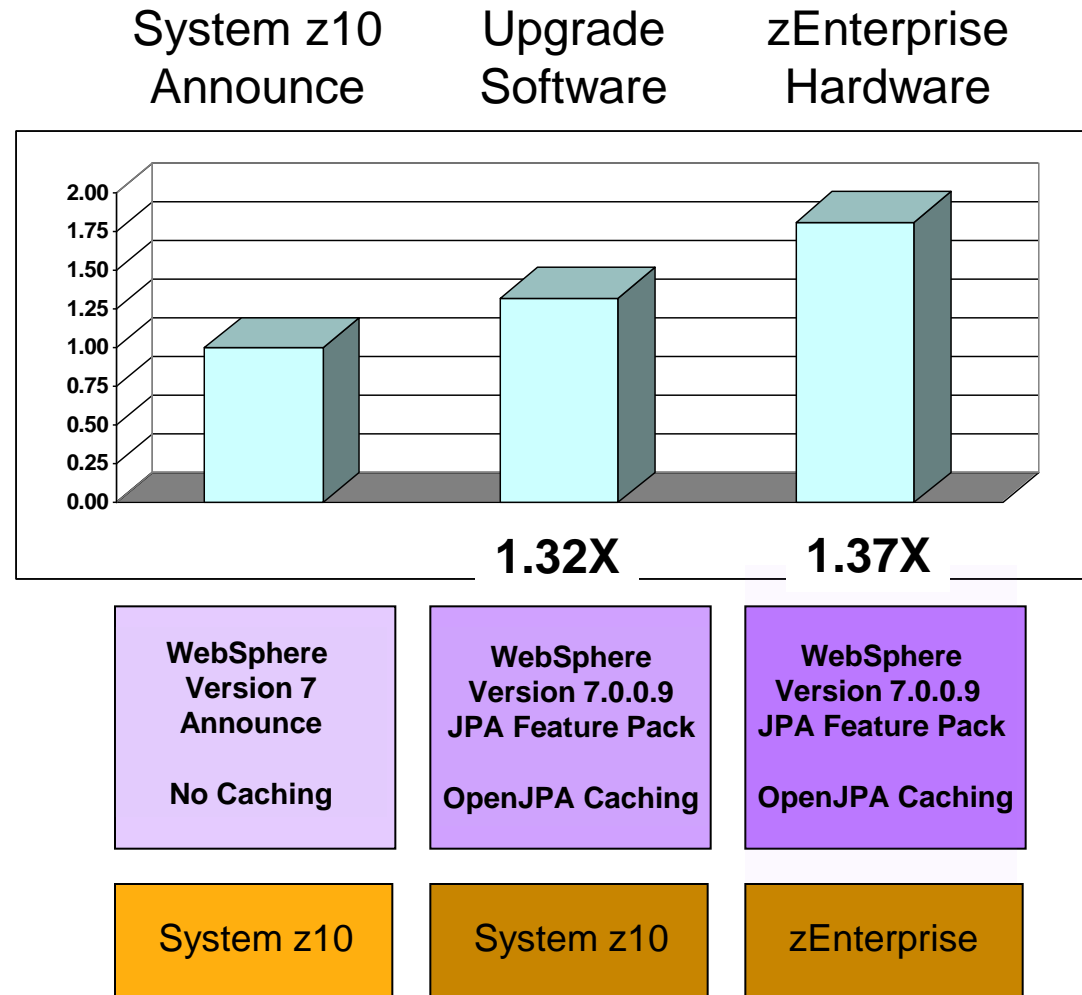 System z10
Announce
Upgrade
Software
zEnterprise
Hardware
2.00
1.75
1.50
1.25
1.00
0.75
0.50
0.25
0.00
1.32X
1.37X
WebSphere
Version 7
Announce
No Caching
WebSphere
Version 7.0.0.9
JPA Feature Pack
OpenJPA Caching
WebSphere
Version 7.0.0.9
JPA Feature Pack
OpenJPA Caching
System z10
System z10
zEnterprise